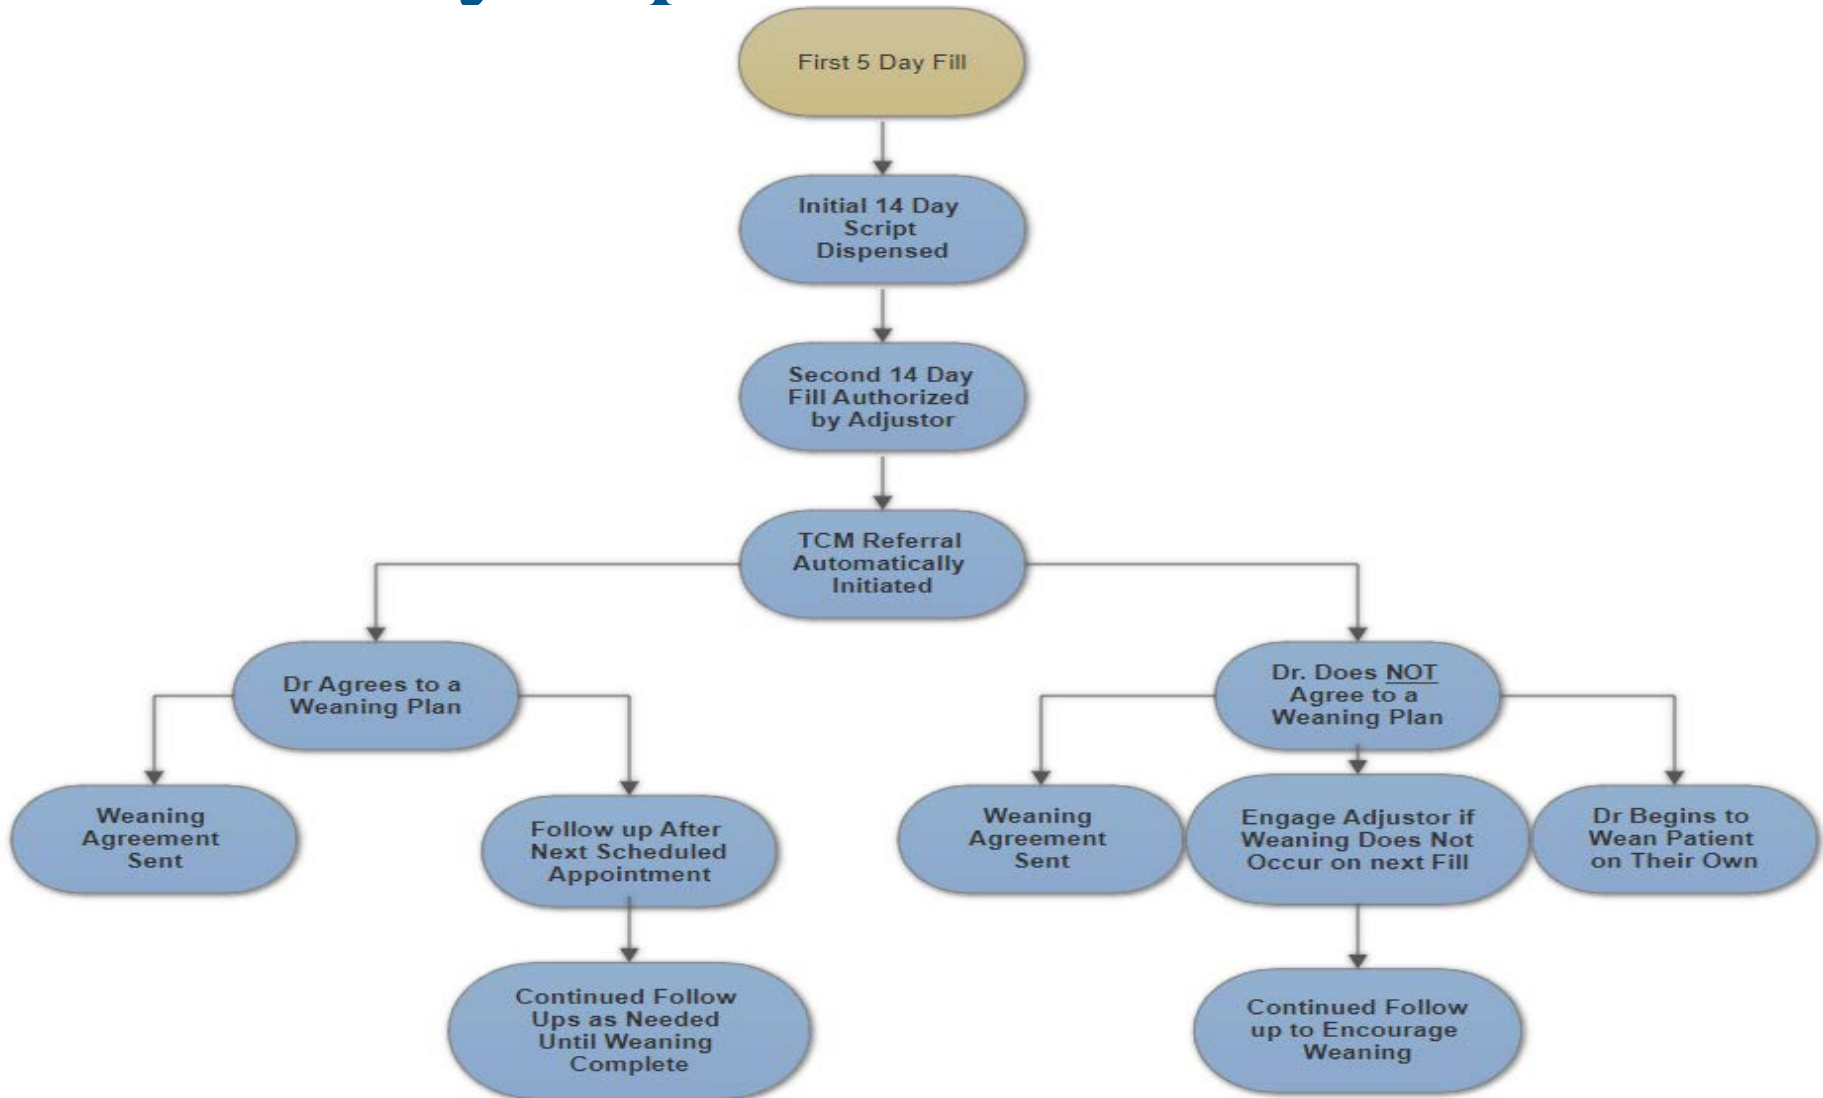 First 5 Day Fill
Initial 14 Day
Script
Dispensed
Second 14 Day
Fill Authorized
by Adjustor
TCM Referral
Automatically
Initiated
Dr Agrees to a
Weaning Plan
Dr. Does NOT
Agree to a
Weaning Plan
Weaning
Agreement
Sent
Follow up After
Next Scheduled
Appointment
Weaning
Agreement
Sent
Engage Adjustor if
Weaning Does Not
Occur on next Fill
Dr Begins to
Wean Patient
on Their Own
Continued Follow
Ups as Needed
Until Weaning
Complete
Continued Follow
up to Encourage
Weaning